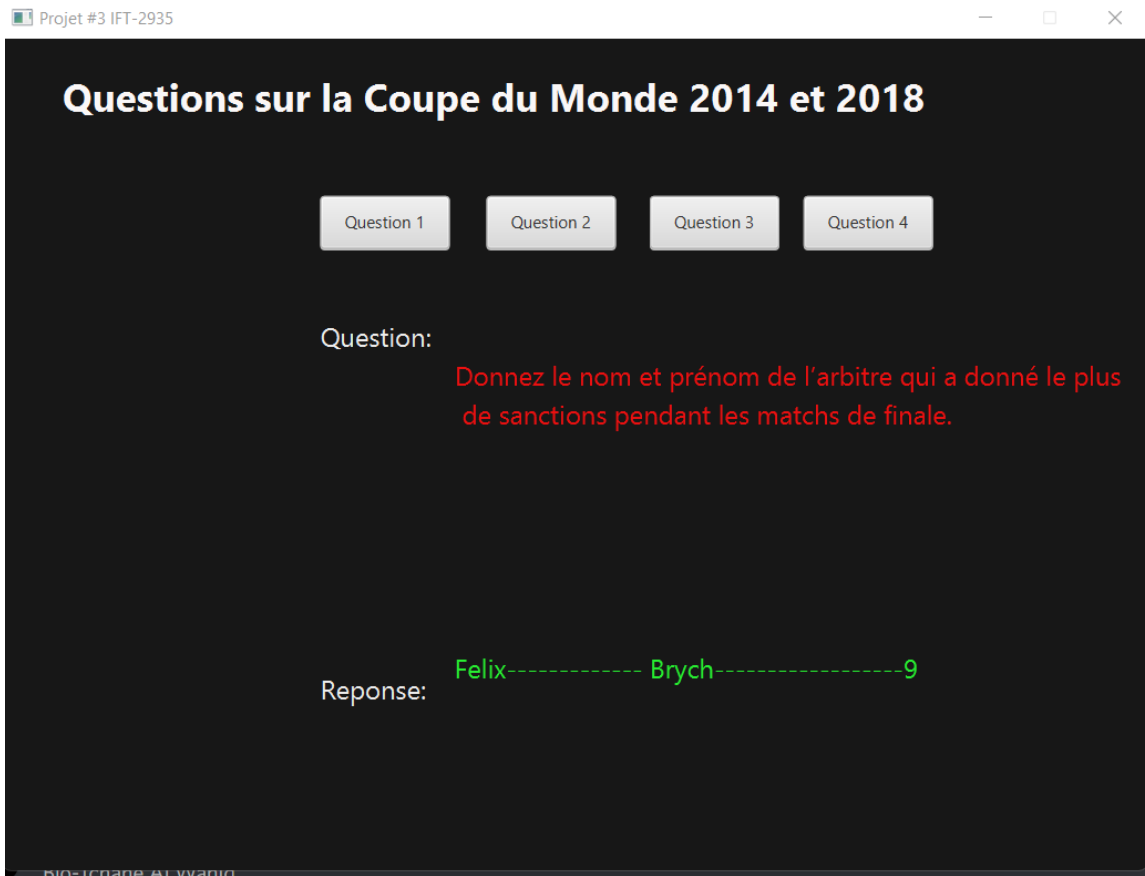 Projet #3 IFT-2935
Questions sur la Coupe du Monde 2014 et 2018
Question 1
Question 2
Question 3
Question 4
Question:
Donnez le nom et prénom de l'arbitre qui a donné le plus
de sanctions pendant les matchs de finale.
Felix------------- Brych------------------9
Reponse: